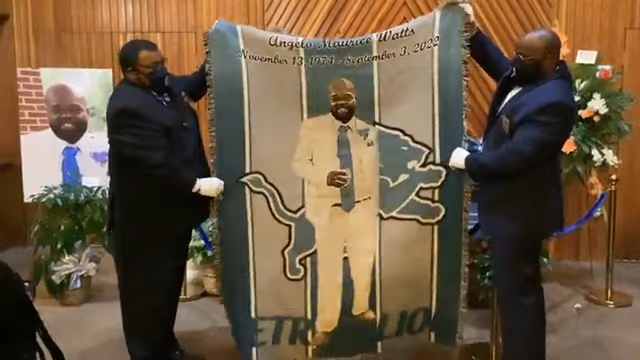 Angelo Maurice Watts
November 13, 1974 - September 3, 2022
ETROIT LIO